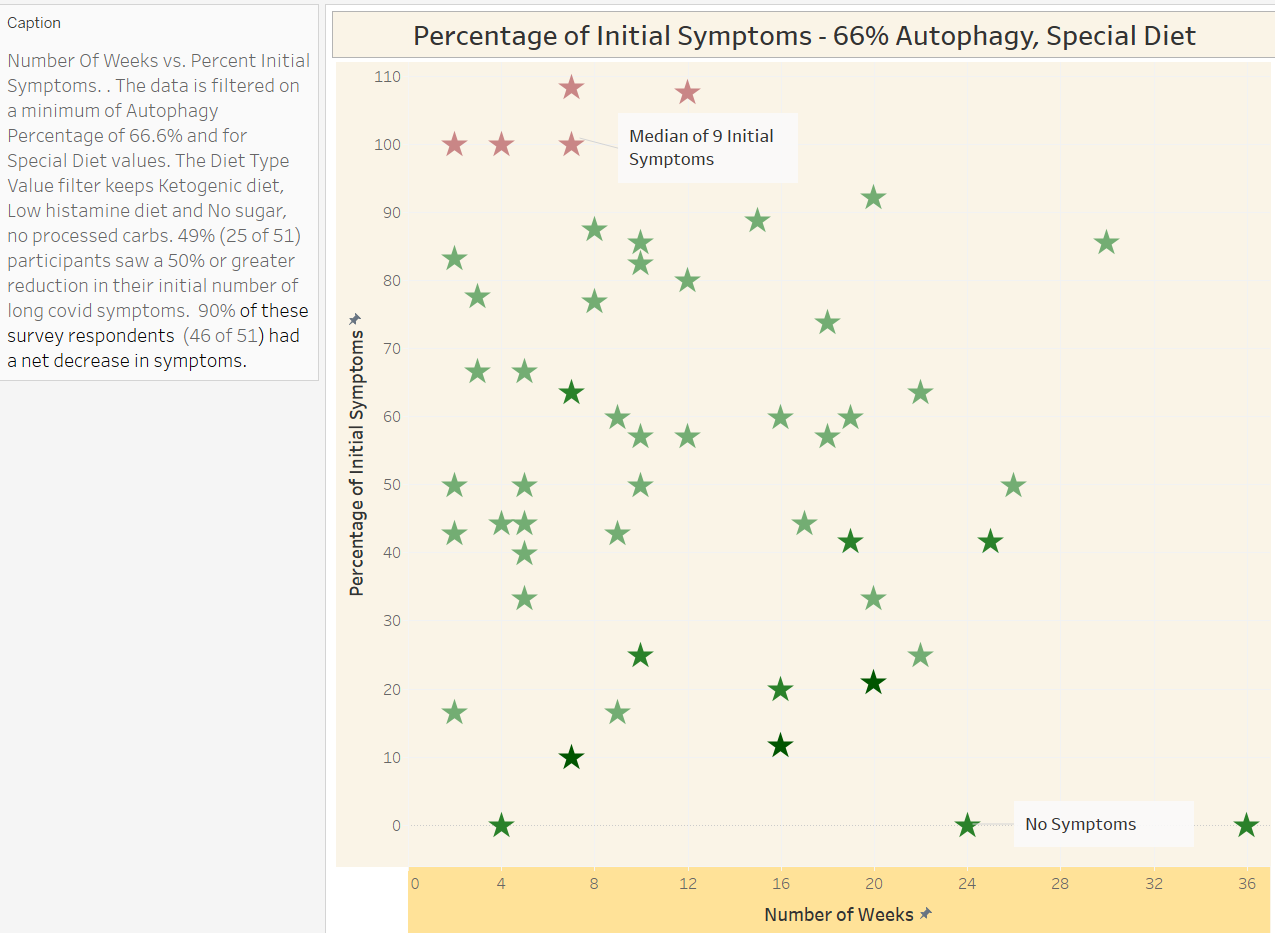 Caption
Number Of Weeks vs. Percent Initial
Symptoms. . The data is filtered on
a minimum of Autophagy
Percentage of 66.6% and for
Special Diet values. The Diet Type
Value filter keeps Ketogenic diet,
Low histamine diet and No sugar,
no processed carbs. 49% (25 of 51)
participants saw a 50% or greater
reduction in their initial number of
long covid symptoms. 90% of these
survey respondents (46 of 51) had
a net decrease in symptoms.
Percentage of Initial Symptoms - 66% Autophagy, Special Diet
Percentage of Initial Symptoms
110
100
90
80
70
60
50
40
30
20
10
0
Median of 9 Initial
Symptoms
No Symptoms
0 4 8 12 16 20 24 28 32 36
Number of Weeks